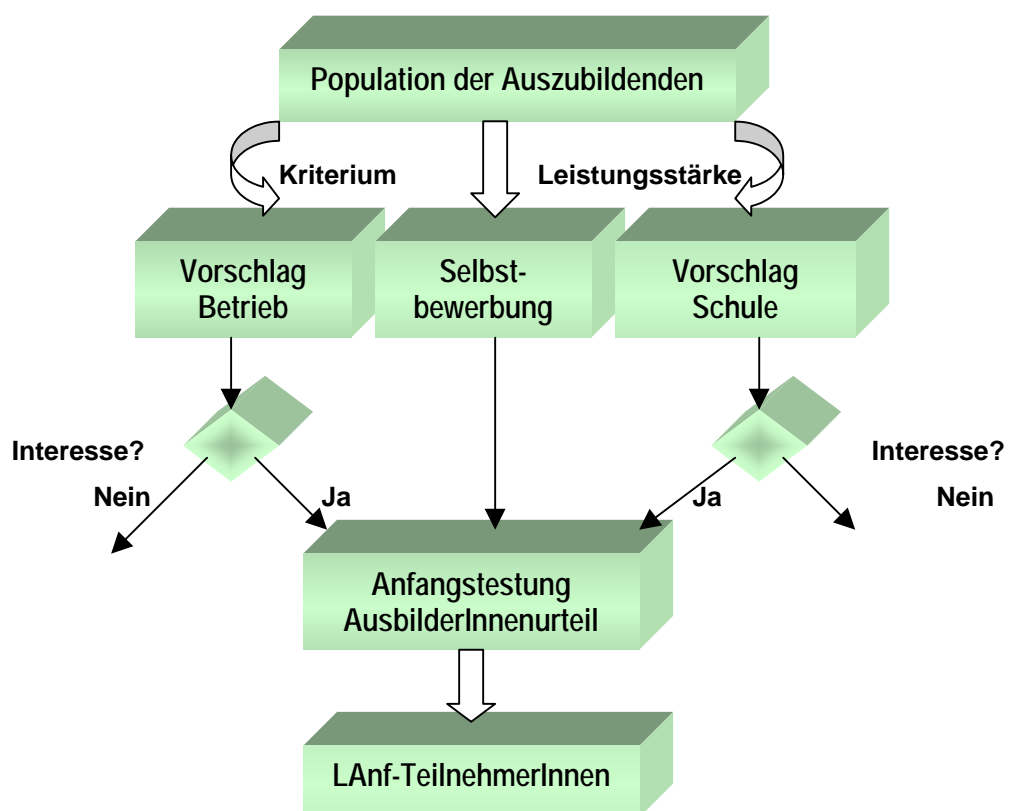 Population der Auszubildenden
Kriterium
Leistungsstärke
Vorschlag
Betrieb
Selbst-
bewerbung
Vorschlag
Schule
Interesse?
Nein
Ja
Interesse?
Ja
Nein
Anfangstestung
AusbilderInnenurteil
LAnf-TeilnehmerInnen